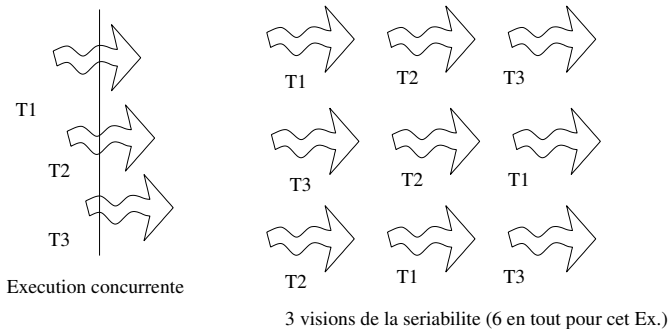 T1
T2
T3
Execution concurrente
T1 T2 T3
T3 T2 T1
T2 T1 T3
3 visions de la seriabilite (6 en tout pour cet Ex.)